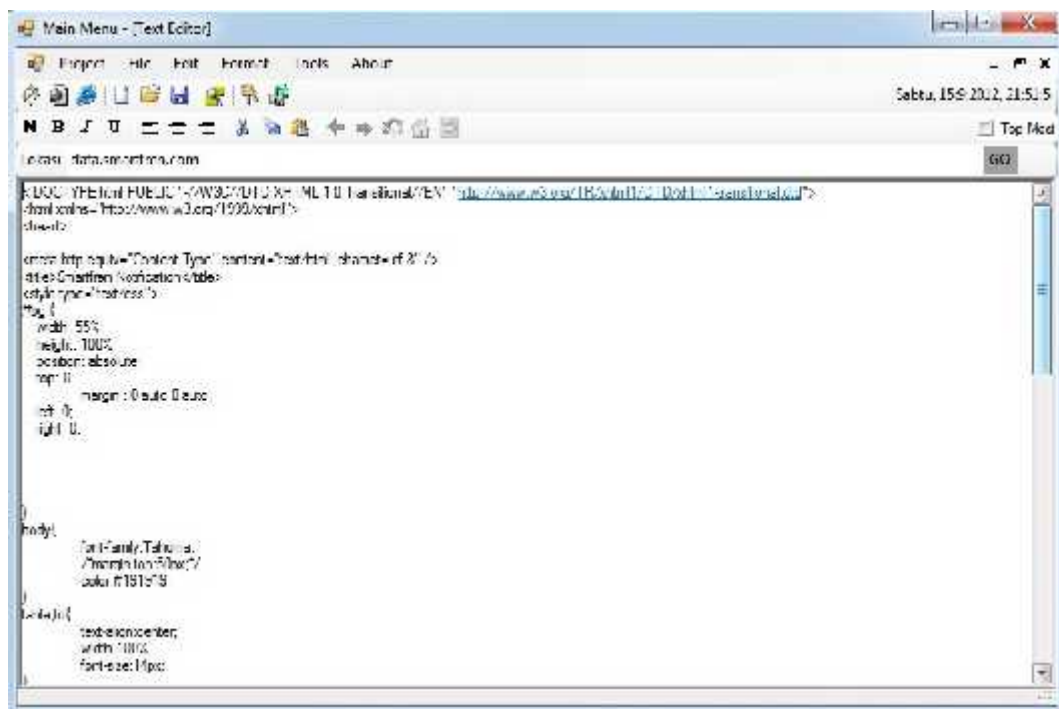 Main Menu - [Text Editor]
Project File Edit Format Tools About
Sabtu, 15-9-2012, 21:51:5
N B I U
Top Most
Lokasi data.smartfren.com
GO
<!DOCTYPE html PUBLIC "-//W3C//DTD XHTML 1.0 Transitional//EN" "http://www.w3.org/TR/xhtml1/DTD/xhtml1-transitional.dtd">
<html xmlns="http://www.w3.org/1999/xhtml">
<head>
<meta http-equiv="Content-Type" content="text/html; charset=utf-8" />
<title>Smartfren Notification</title>
<style type="text/css">
width: 55%
height: 100%
position: absolute
top: 0
margin : 0 auto 0 auto
left: 0;
right: 0;
}
body{
font-family:Tahoma;
/*margin-top:50px;*/
color:
}
text-align:center;
width:100%
font-size:14px;
}